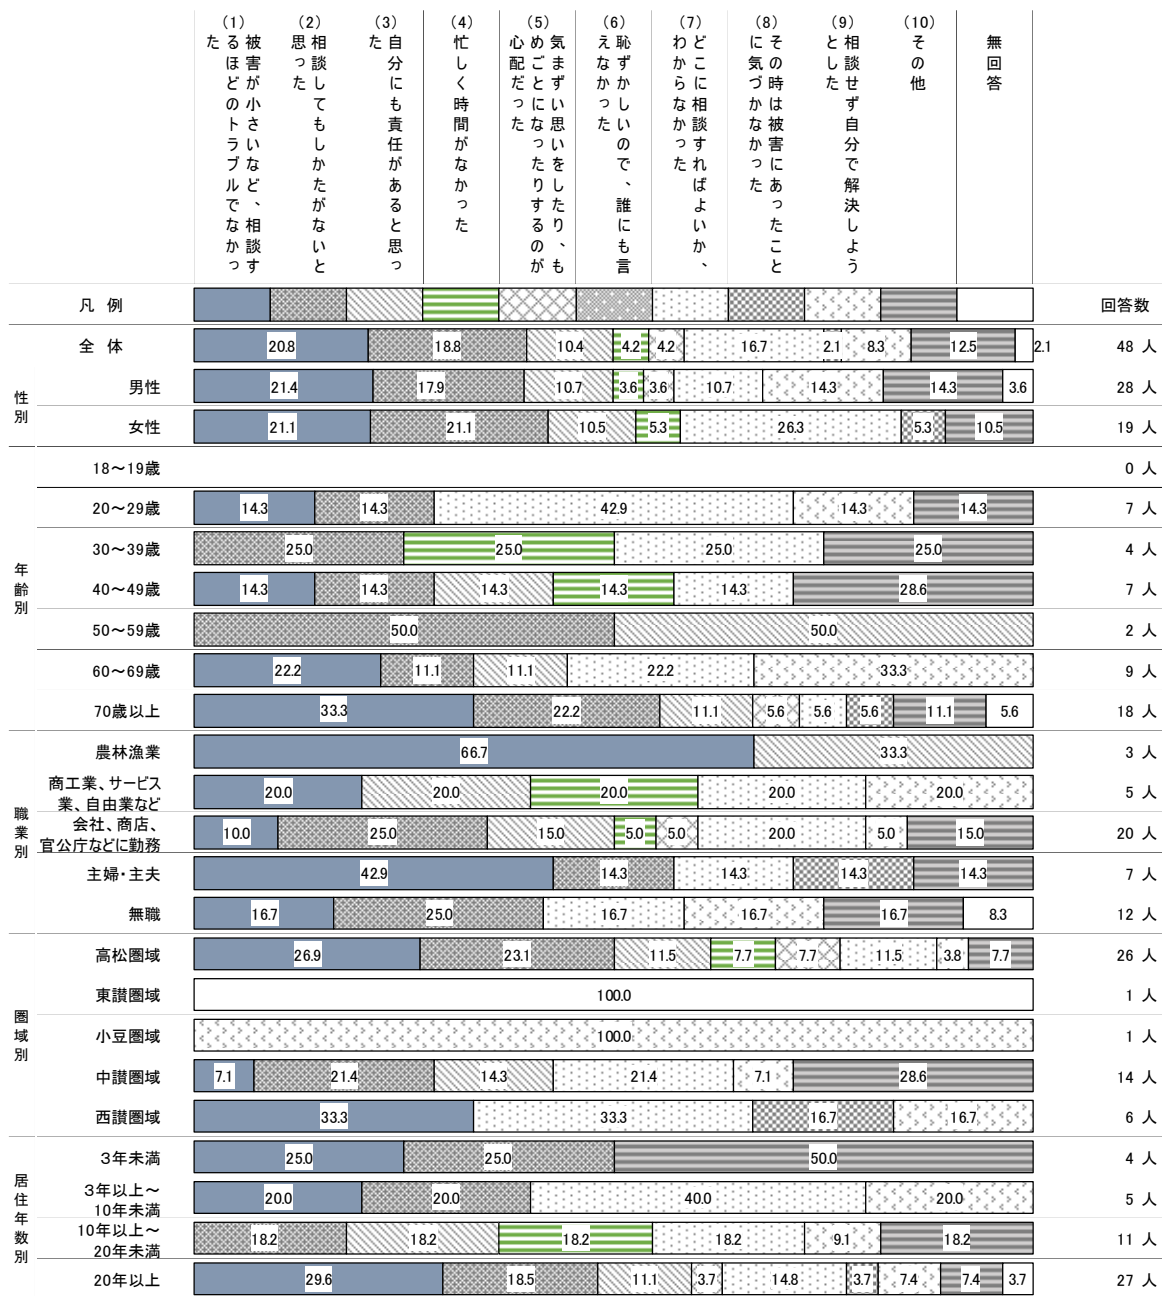 (1)
被害が小さいなど、相談す
るほどのトラブルでなかっ
た
(2)
相談してもしかたがないと
思った
(3)
自分にも責任があると思っ
た
(4)
忙しく時間がなかった
(5)
気まずい思いをしたり、も
めごとになったりするのが
心配だった
(6)
恥ずかしいので、誰にも言
えなかった
(7)
どこに相談すればよいか、
わからなかった
(8)
その時は被害にあったこと
に気づかなかった
(9)
相談せず自分で解決しよう
とした
(10)
その他
無回答
凡 例 回答数
全 体 20.8 18.8 10.4 4.2 4.2 16.7 2.1 8.3 12.5 2.1 48 人
性別
男性 21.4 17.9 10.7 3.6 3.6 10.7 14.3 14.3 3.6 28 人
女性 21.1 21.1 10.5 5.3 26.3 5.3 10.5 19 人
年齢別
18～19歳 0 人
20～29歳 14.3 14.3 42.9 14.3 14.3 7 人
30～39歳 25.0 25.0 25.0 25.0 4 人
40～49歳 14.3 14.3 14.3 14.3 14.3 28.6 7 人
50～59歳 50.0 50.0 2 人
60～69歳 22.2 11.1 11.1 22.2 33.3 9 人
70歳以上 33.3 22.2 11.1 5.6 5.6 5.6 11.1 5.6 18 人
職業別
農林漁業 66.7 33.3 3 人
商工業、サービス
業、自由業など 20.0 20.0 20.0 20.0 20.0 5 人
会社、商店、
官公庁などに勤務 10.0 25.0 15.0 5.0 5.0 20.0 5.0 15.0 20 人
主婦・主夫 42.9 14.3 14.3 14.3 14.3 7 人
無職 16.7 25.0 16.7 16.7 16.7 8.3 12 人
圏域別
高松圏域 26.9 23.1 11.5 7.7 7.7 11.5 3.8 7.7 26 人
東讃圏域 100.0 1 人
小豆圏域 100.0 1 人
中讃圏域 7.1 21.4 14.3 21.4 7.1 28.6 14 人
西讃圏域 33.3 33.3 16.7 16.7 6 人
居住年数別
3年未満 25.0 25.0 50.0 4 人
3年以上～
10年未満 20.0 20.0 40.0 20.0 5 人
10年以上～
20年未満 18.2 18.2 18.2 18.2 9.1 18.2 11 人
20年以上 29.6 18.5 11.1 3.7 14.8 3.7 7.4 7.4 3.7 27 人